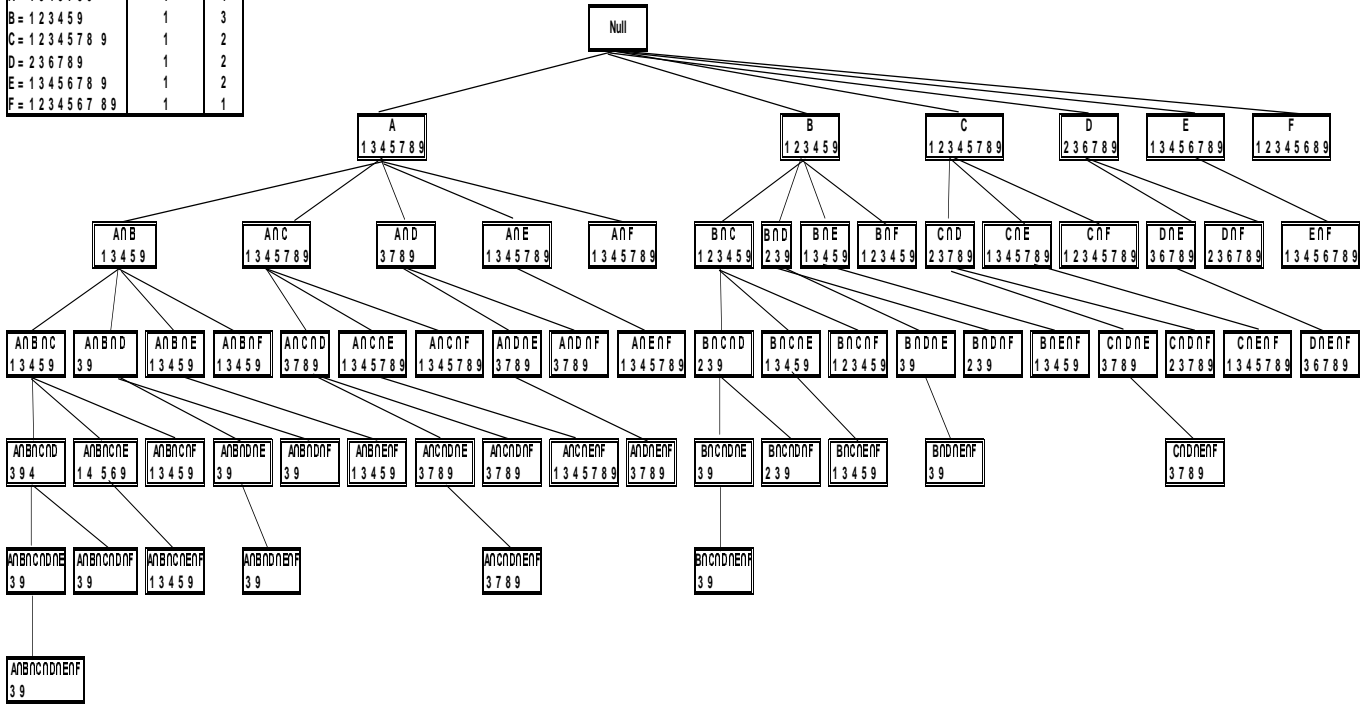 B = 1 2 3 4 5 9 1 3
C = 1 2 3 4 5 7 8 9 1 2
D = 2 3 6 7 8 9 1 2
E = 1 3 4 5 6 7 8 9 1 2
F = 1 2 3 4 5 6 7 8 9 1 1
Null
A B C D E F
1 3 4 5 7 8 9 1 2 3 4 5 9 1 2 3 4 5 7 8 9 2 3 6 7 8 9 1 3 4 5 6 7 8 9 1 2 3 4 5 6 8 9
A∩B A∩C A∩D A∩E A∩F B∩C B∩D B∩E B∩F C∩D C∩E C∩F D∩E D∩F E∩F
1 3 4 5 9 1 3 4 5 7 8 9 3 7 8 9 1 3 4 5 7 8 9 1 3 4 5 7 8 9 1 2 3 4 5 9 2 3 9 1 3 4 5 9 1 2 3 4 5 9 2 3 7 8 9 1 3 4 5 7 8 9 1 2 3 4 5 7 8 9 3 6 7 8 9 2 3 6 7 8 9 1 3 4 5 6 7 8 9
A∩B∩C A∩B∩D A∩B∩E A∩B∩F A∩C∩D A∩C∩E A∩C∩F A∩D∩E A∩D∩F A∩E∩F B∩C∩D B∩C∩E B∩C∩F B∩D∩E B∩D∩F B∩E∩F C∩D∩E C∩D∩F C∩E∩F D∩E∩F
1 3 4 5 9 3 9 1 3 4 5 9 1 3 4 5 9 3 7 8 9 1 3 4 5 7 8 9 1 3 4 5 7 8 9 3 7 8 9 3 7 8 9 1 3 4 5 7 8 9 2 3 9 1 3 4 5 9 1 2 3 4 5 9 3 9 2 3 9 1 3 4 5 9 3 7 8 9 2 3 7 8 9 1 3 4 5 7 8 9 3 6 7 8 9
A∩B∩C∩D A∩B∩C∩E A∩B∩C∩F A∩B∩D∩E A∩B∩D∩F A∩B∩E∩F A∩C∩D∩E A∩C∩D∩F A∩C∩E∩F A∩D∩E∩F B∩C∩D∩E B∩C∩D∩F B∩C∩E∩F B∩D∩E∩F C∩D∩E∩F
3 9 4 1 4 5 6 9 1 3 4 5 9 3 9 3 9 1 3 4 5 9 3 7 8 9 3 7 8 9 1 3 4 5 7 8 9 3 7 8 9 3 9 2 3 9 1 3 4 5 9 3 9 3 7 8 9
A∩B∩C∩D∩E A∩B∩C∩D∩F A∩B∩C∩E∩F A∩B∩D∩E∩F A∩C∩D∩E∩F B∩C∩D∩E∩F
3 9 3 9 1 3 4 5 9 3 9 3 7 8 9 3 9
A∩B∩C∩D∩E∩F
3 9